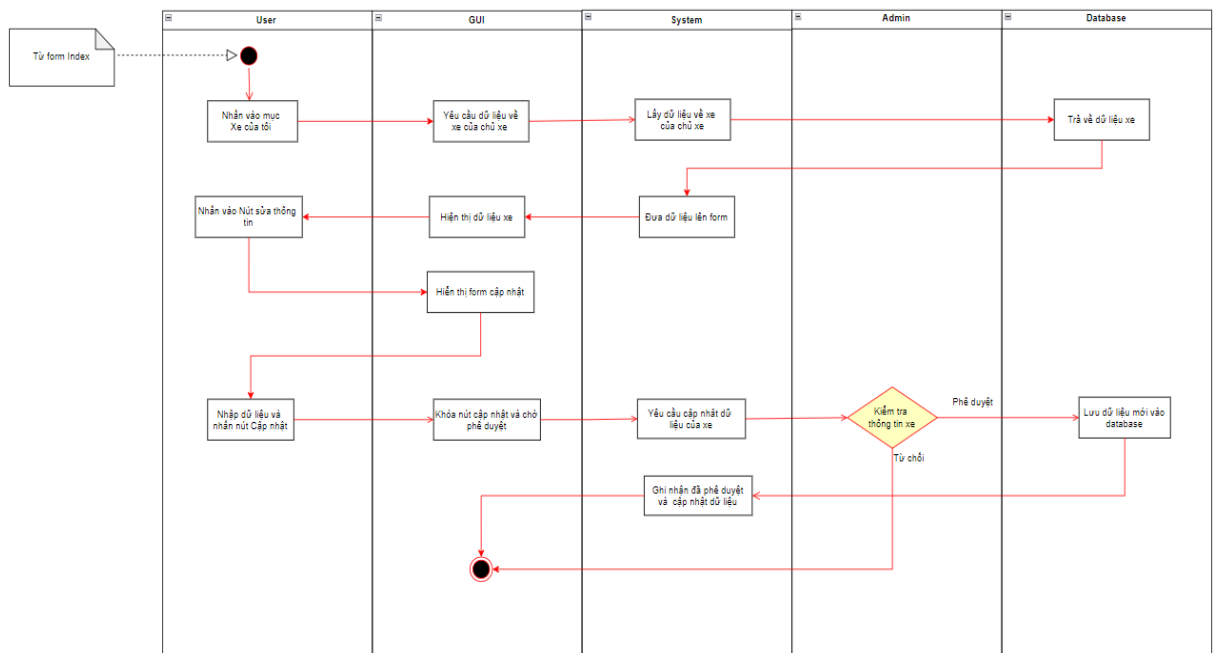 User
GUI
System
Admin
Database
Từ form Index
Nhấn vào mục
Xe của tôi
Yêu cầu dữ liệu về
xe của chủ xe
Lấy dữ liệu về xe
của chủ xe
Trả về dữ liệu xe
Nhấn vào Nút sửa thông
tin
Hiện thị dữ liệu xe
Đưa dữ liệu lên form
Hiển thị form cập nhật
Nhập dữ liệu và
nhấn nút Cập nhật
Khóa nút cập nhật và chờ
phê duyệt
Yêu cầu cập nhật dữ
liệu của xe
Kiểm tra
thông tin xe
Phê duyệt
Từ chối
Lưu dữ liệu mới vào
database
Ghi nhận đã phê duyệt
và cập nhật dữ liệu